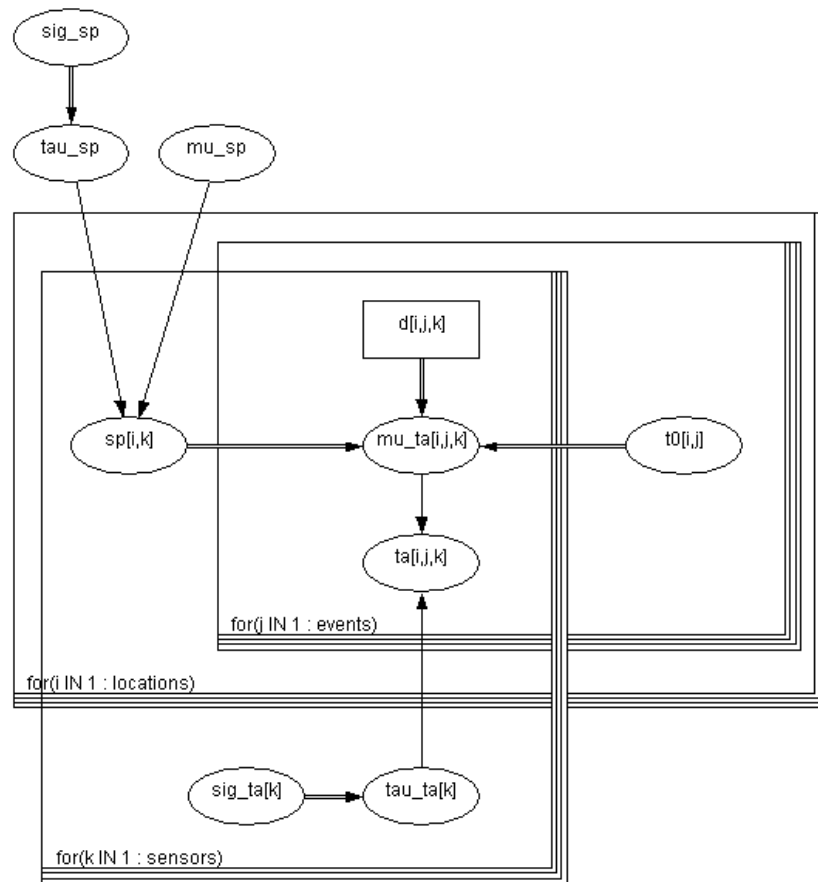 sig_sp
tau_sp
mu_sp
d[i,j,k]
sp[i,k]
mu_ta[i,j,k]
t0[i,j]
ta[i,j,k]
for(j IN 1 : events)
for(i IN 1 : locations)
sig_ta[k]
tau_ta[k]
for(k IN 1 : sensors)